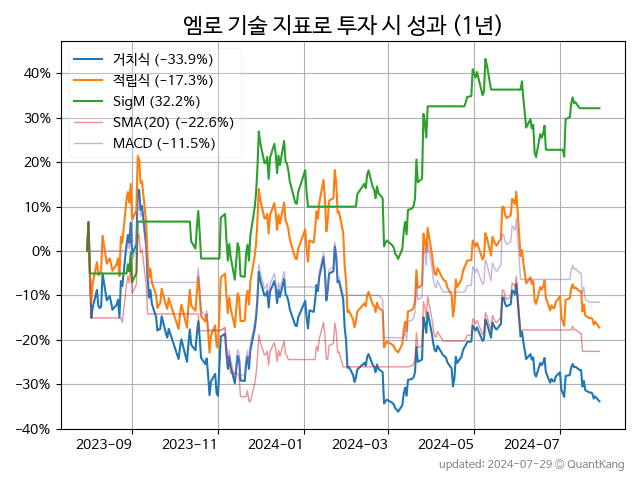 엠로 기술 지표로 투자 시 성과 (1년)
거치식 (-33.9%)
적립식 (-17.3%)
SigM (32.2%)
SMA(20) (-22.6%)
MACD (-11.5%)
40%
30%
20%
10%
0%
-10%
-20%
-30%
-40%
2023-09 2023-11 2024-01 2024-03 2024-05 2024-07
updated: 2024-07-29 © QuantKang